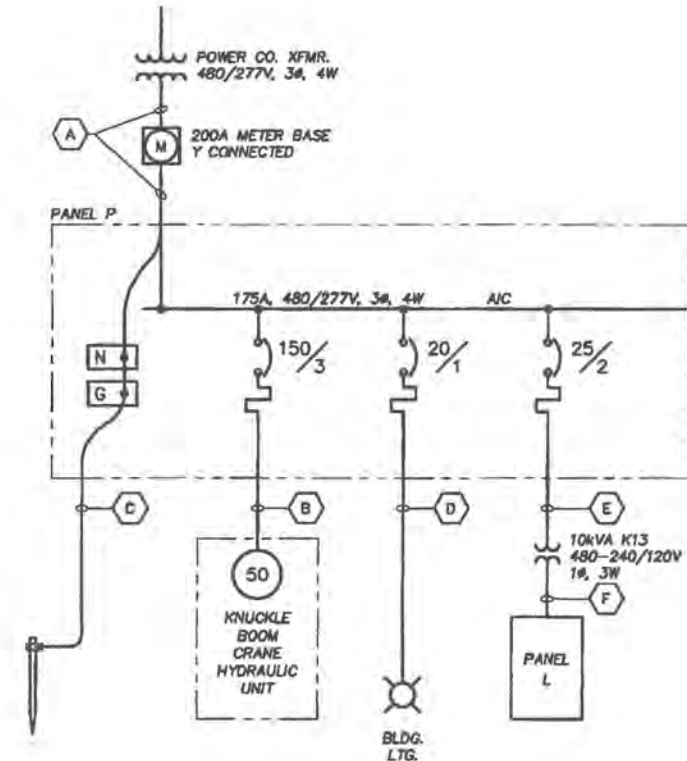 POWER CO. XFMR.
480/277V, 3ø, 4W
A
M
200A METER BASE
Y CONNECTED
PANEL P
175A, 480/277V, 3ø, 4W
AIC
N
G
150/3
20/1
25/2
C
B
D
E
10kVA K13
480-240/120V
1ø, 3W
F
50
KNUCKLE
BOOM
CRANE
HYDRAULIC
UNIT
PANEL
L
BLDG.
LTG.